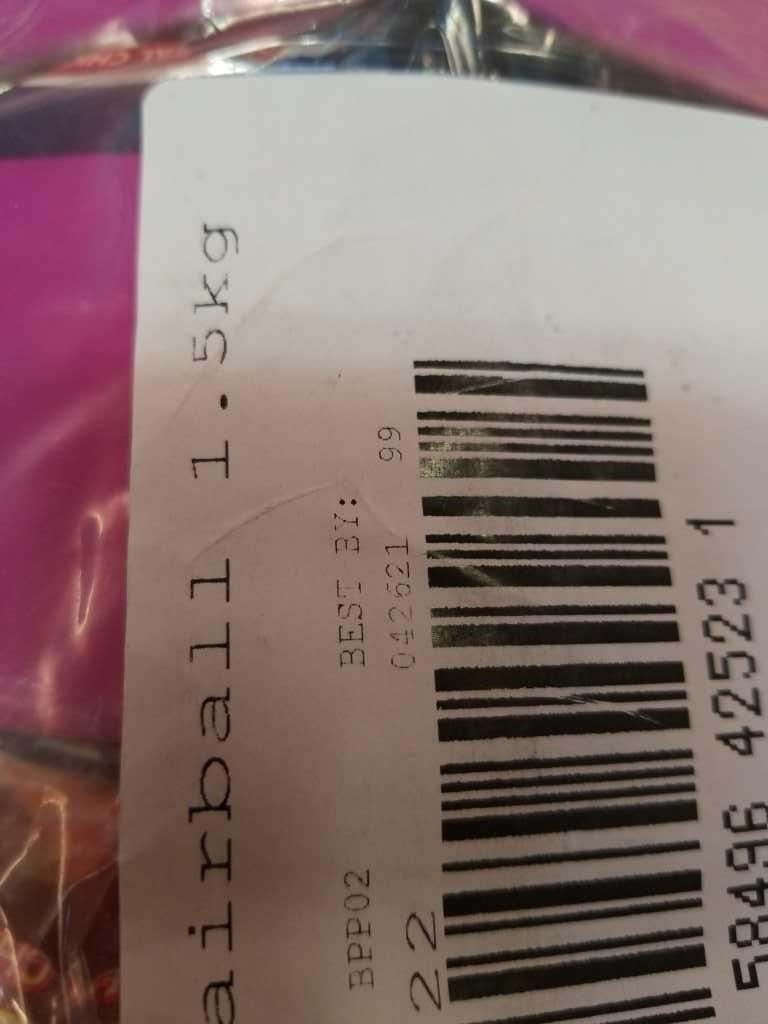 airball 1.5kg
BEST BY:
042621 99
BPP02
22
58496 42523 1